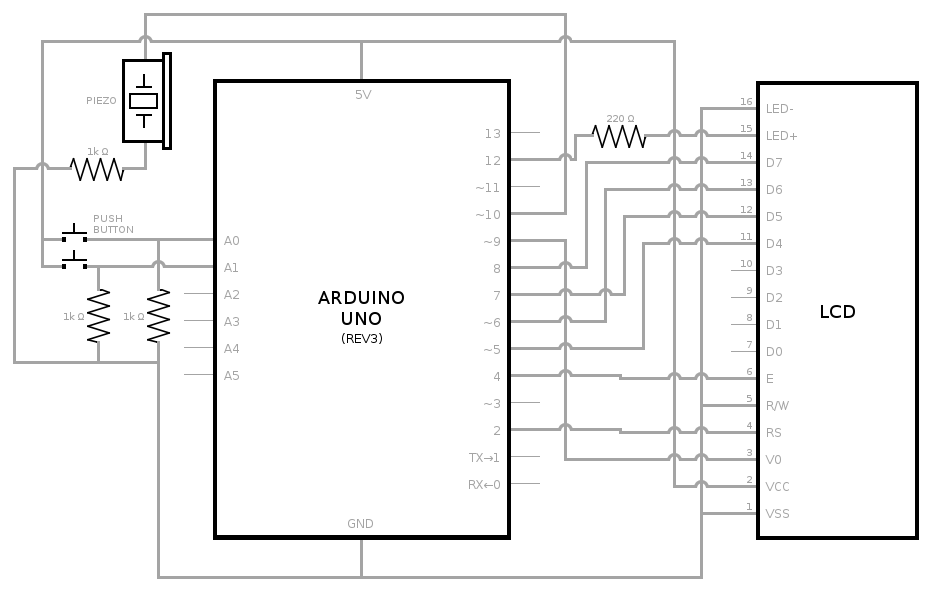 PIEZO
1k Ω
PUSH
BUTTON
1k Ω
1k Ω
5V
A0
A1
A2
A3
A4
A5
ARDUINO
UNO
(REV3)
13
12
~11
~10
~9
8
7
~6
~5
4
~3
2
TX→1
RX←0
GND
220 Ω
16 LED-
15 LED+
14 D7
13 D6
12 D5
11 D4
10 D3
9 D2
8 D1
7 D0
6 E
5 R/W
4 RS
3 V0
2 VCC
1 VSS
LCD